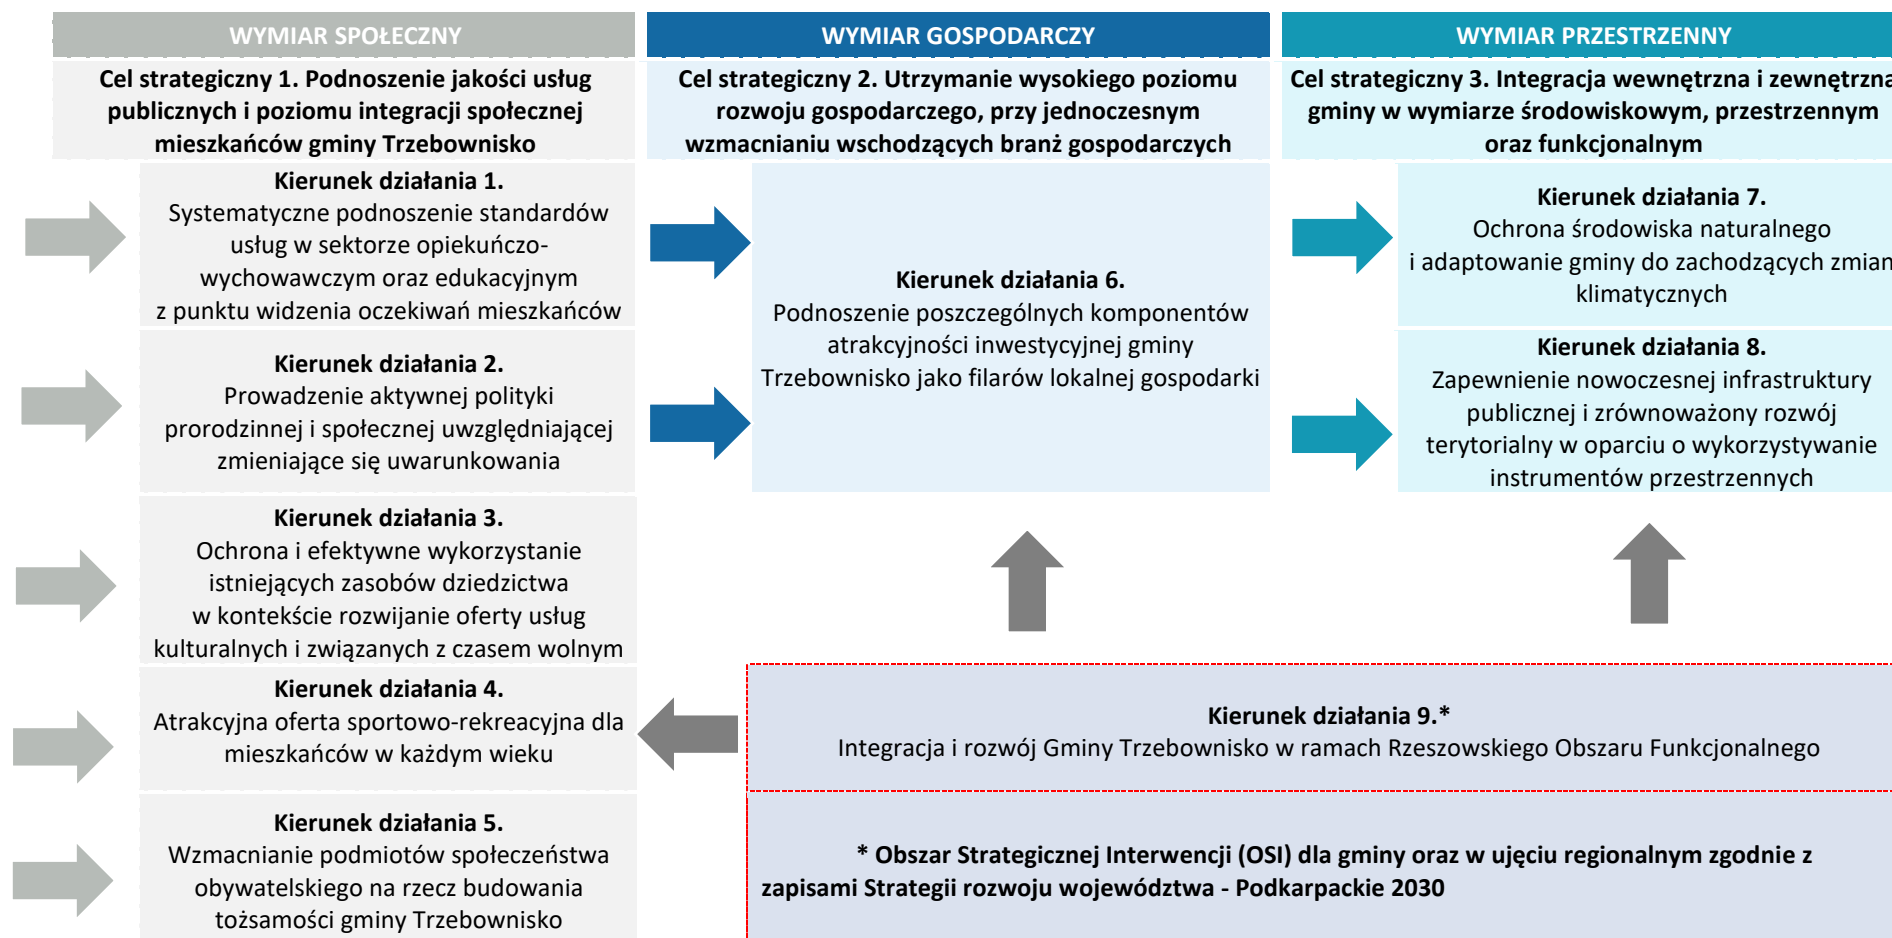 WYMIAR SPOŁECZNY
Cel strategiczny 1. Podnoszenie jakości usług
publicznych i poziomu integracji społecznej
mieszkańców gminy Trzebownisko
Kierunek działania 1.
Systematyczne podnoszenie standardów
usług w sektorze opiekuńczo-
wychowawczym oraz edukacyjnym
z punktu widzenia oczekiwań mieszkańców
Kierunek działania 2.
Prowadzenie aktywnej polityki
prorodzinnej i społecznej uwzględniającej
zmieniające się uwarunkowania
Kierunek działania 3.
Ochrona i efektywne wykorzystanie
istniejących zasobów dziedzictwa
w kontekście rozwijanie oferty usług
kulturalnych i związanych z czasem wolnym
Kierunek działania 4.
Atrakcyjna oferta sportowo-rekreacyjna dla
mieszkańców w każdym wieku
Kierunek działania 5.
Wzmacnianie podmiotów społeczeństwa
obywatelskiego na rzecz budowania
tożsamości gminy Trzebownisko
WYMIAR GOSPODARCZY
Cel strategiczny 2. Utrzymanie wysokiego poziomu
rozwoju gospodarczego, przy jednoczesnym
wzmacnianiu wschodzących branż gospodarczych
Kierunek działania 6.
Podnoszenie poszczególnych komponentów
atrakcyjności inwestycyjnej gminy
Trzebownisko jako filarów lokalnej gospodarki
WYMIAR PRZESTRZENNY
Cel strategiczny 3. Integracja wewnętrzna i zewnętrzna
gminy w wymiarze środowiskowym, przestrzennym
oraz funkcjonalnym
Kierunek działania 7.
Ochrona środowiska naturalnego
i adaptowanie gminy do zachodzących zmian
klimatycznych
Kierunek działania 8.
Zapewnienie nowoczesnej infrastruktury
publicznej i zrównoważony rozwój
terytorialny w oparciu o wykorzystywanie
instrumentów przestrzennych
Kierunek działania 9.*
Integracja i rozwój Gminy Trzebownisko w ramach Rzeszowskiego Obszaru Funkcjonalnego
* Obszar Strategicznej Interwencji (OSI) dla gminy oraz w ujęciu regionalnym zgodnie z
zapisami Strategii rozwoju województwa - Podkarpackie 2030